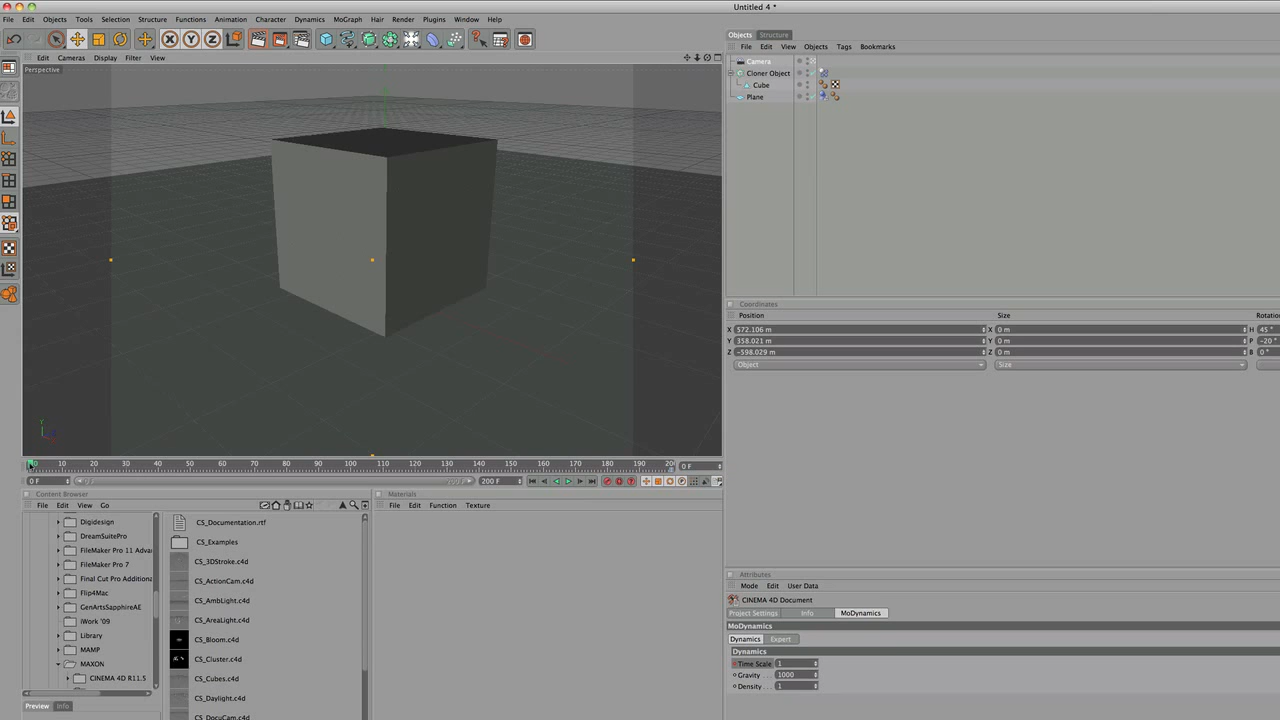 Untitled 4 *
File Edit Objects Tools Selection Structure Functions Animation Character Dynamics MoGraph Hair Render Plugins Window Help
Objects Structure
File Edit View Objects Tags Bookmarks
Edit Cameras Display Filter View
Perspective
Camera
Cloner Object
Cube
Plane
Y
Coordinates
Position Size Rotatio
X 572.106 m X 0 m H 45 °
Y 358.021 m Y 0 m P -20 °
Z -598.029 m Z 0 m B 0 °
Object Size
10 20 30 40 50 60 70 80 90 100 110 120 130 140 150 160 170 180 190 20 0 F
0 F 200 F
Content Browser
File Edit View Go
Digidesign
DreamSuitePro
FileMaker Pro 11 Advan
FileMaker Pro 7
Final Cut Pro Additiona
Flip4Mac
GenArtsSapphireAE
iWork '09
Library
MAMP
MAXON
CINEMA 4D R11.5
Preview Info
CS_Documentation.rtf
CS_Examples
CS_3DStroke.c4d
CS_ActionCam.c4d
CS_AmbLight.c4d
CS_AreaLight.c4d
CS_Bloom.c4d
CS_Cluster.c4d
CS_Cubes.c4d
CS_Daylight.c4d
CS_DocuCam.c4d
Materials
File Edit Function Texture
Attributes
Mode Edit User Data
CINEMA 4D Document
Project Settings Info MoDynamics
MoDynamics
Dynamics Expert
Dynamics
Time Scale 1
Gravity . . . 1000
Density . . . 1